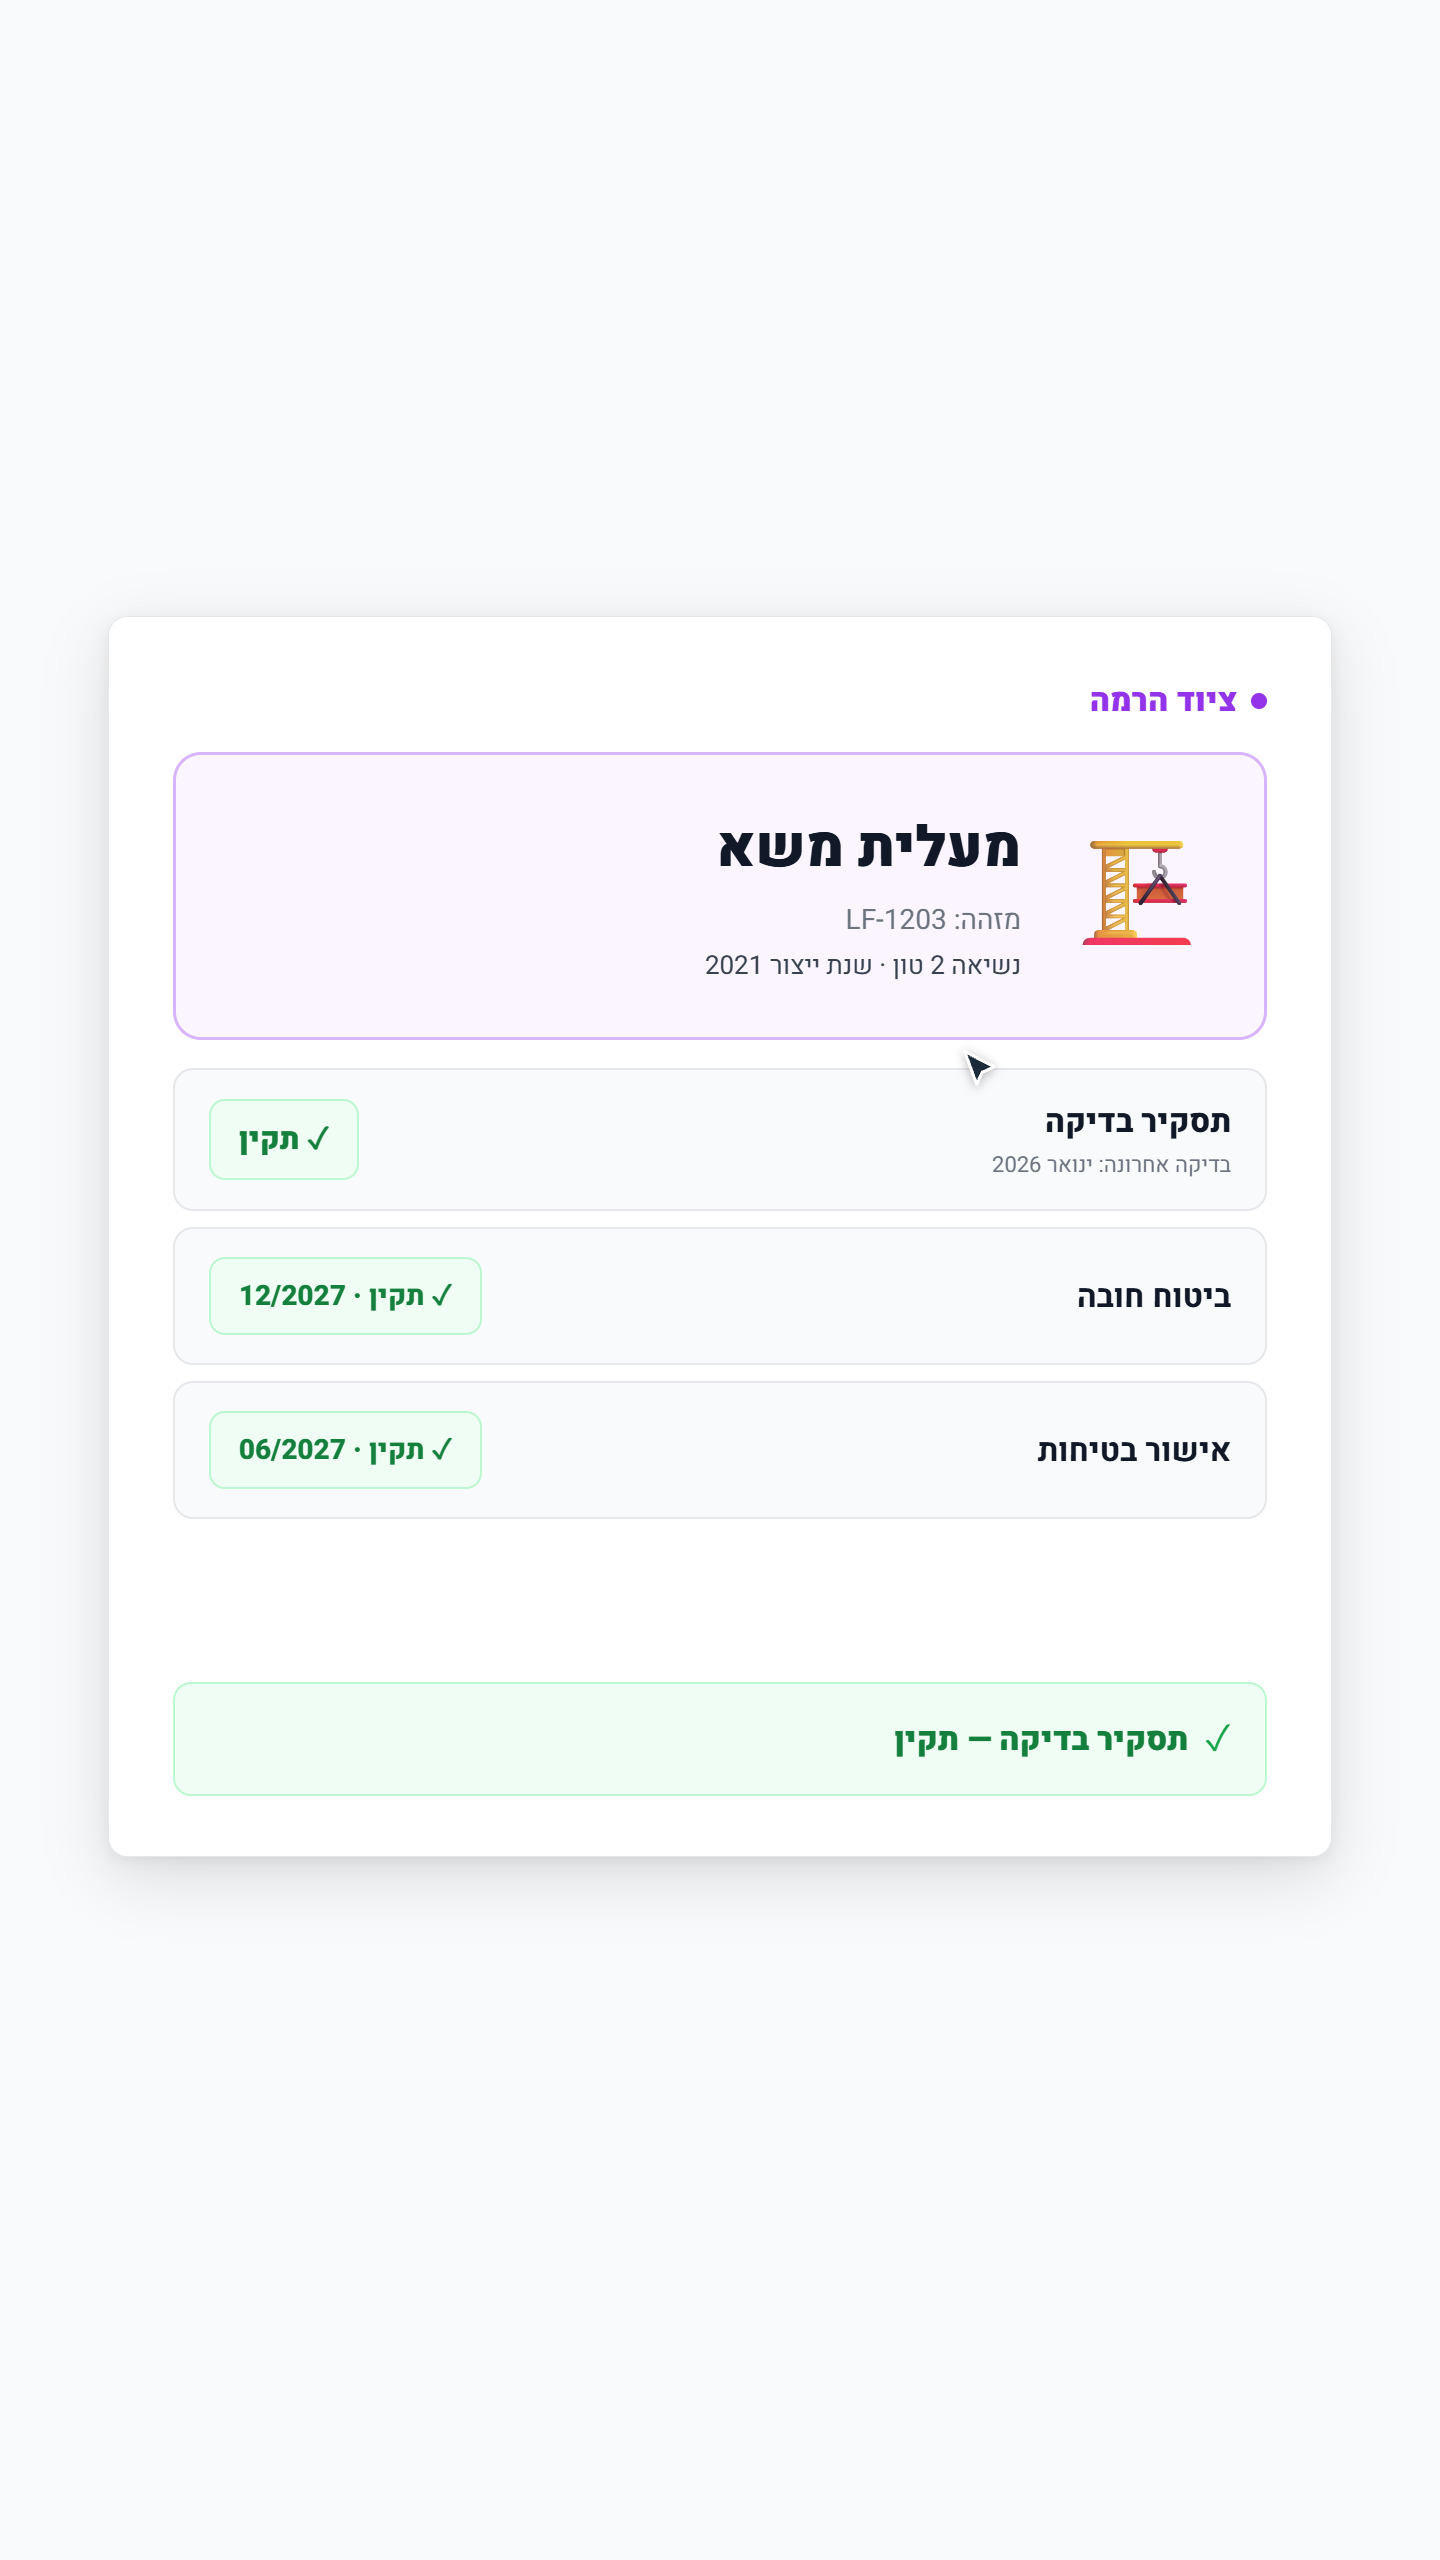 ציוד הרמה
מעלית משא
מזהה: LF-1203
נשיאה 2 טון · שנת ייצור 2021
תסקיר בדיקה
בדיקה אחרונה: ינואר 2026
✓ תקין
ביטוח חובה
✓ תקין · 12/2027
אישור בטיחות
✓ תקין · 06/2027
✓ תסקיר בדיקה – תקין